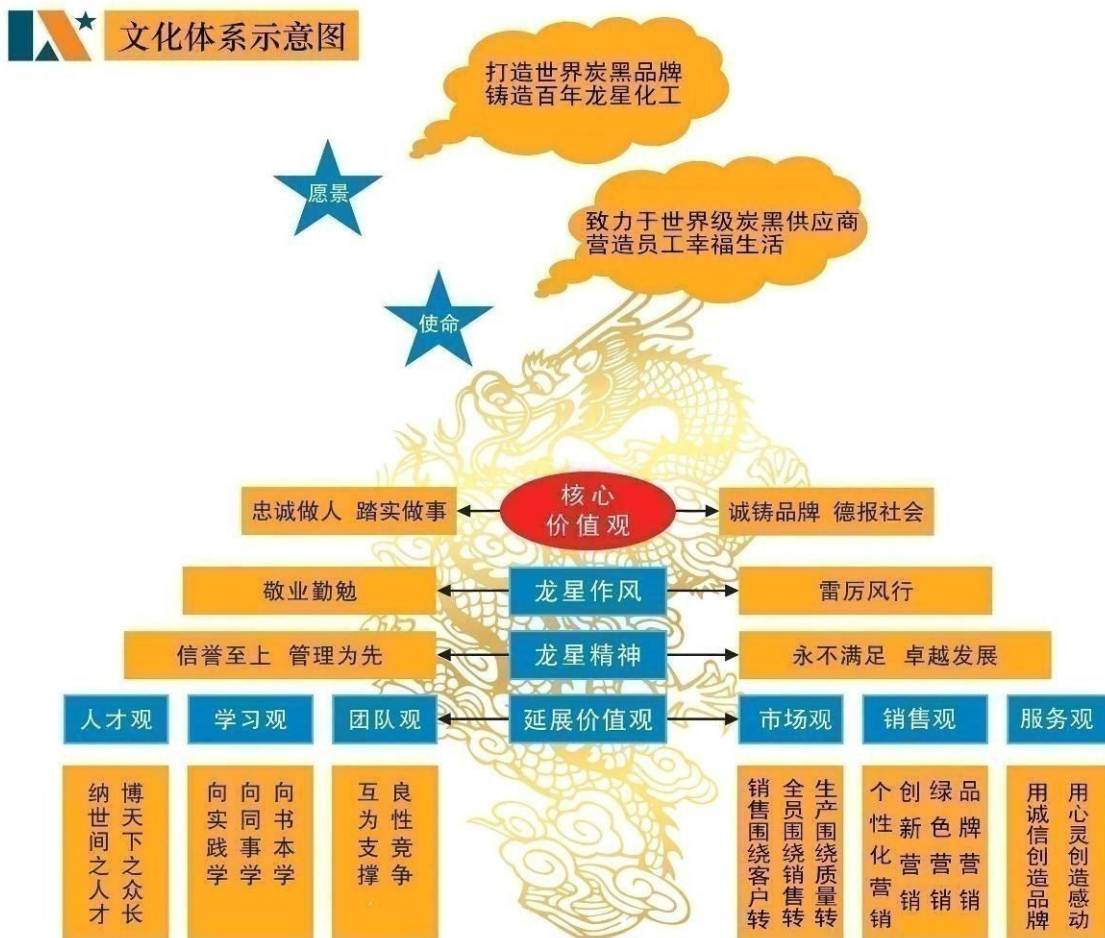 文化体系示意图
打造世界炭黑品牌
铸造百年龙星化工
愿景
致力于世界级炭黑供应商
营造员工幸福生活
使命
忠诚做人 踏实做事
核心
价值观
诚铸品牌 德报社会
敬业勤勉
龙星作风
雷厉风行
信誉至上 管理为先
龙星精神
永不满足 卓越发展
人才观
学习观
团队观
延展价值观
市场观
销售观
服务观
博天下之众长
纳世间之人才
向书本学
向同事学
向实践学
良性竞争
互为支撑
生产围绕质量转
全员围绕销售转
销售围绕客户转
品牌营销
绿色营销
创新营销
个性化营销
用心灵创造感动
用诚信创造品牌